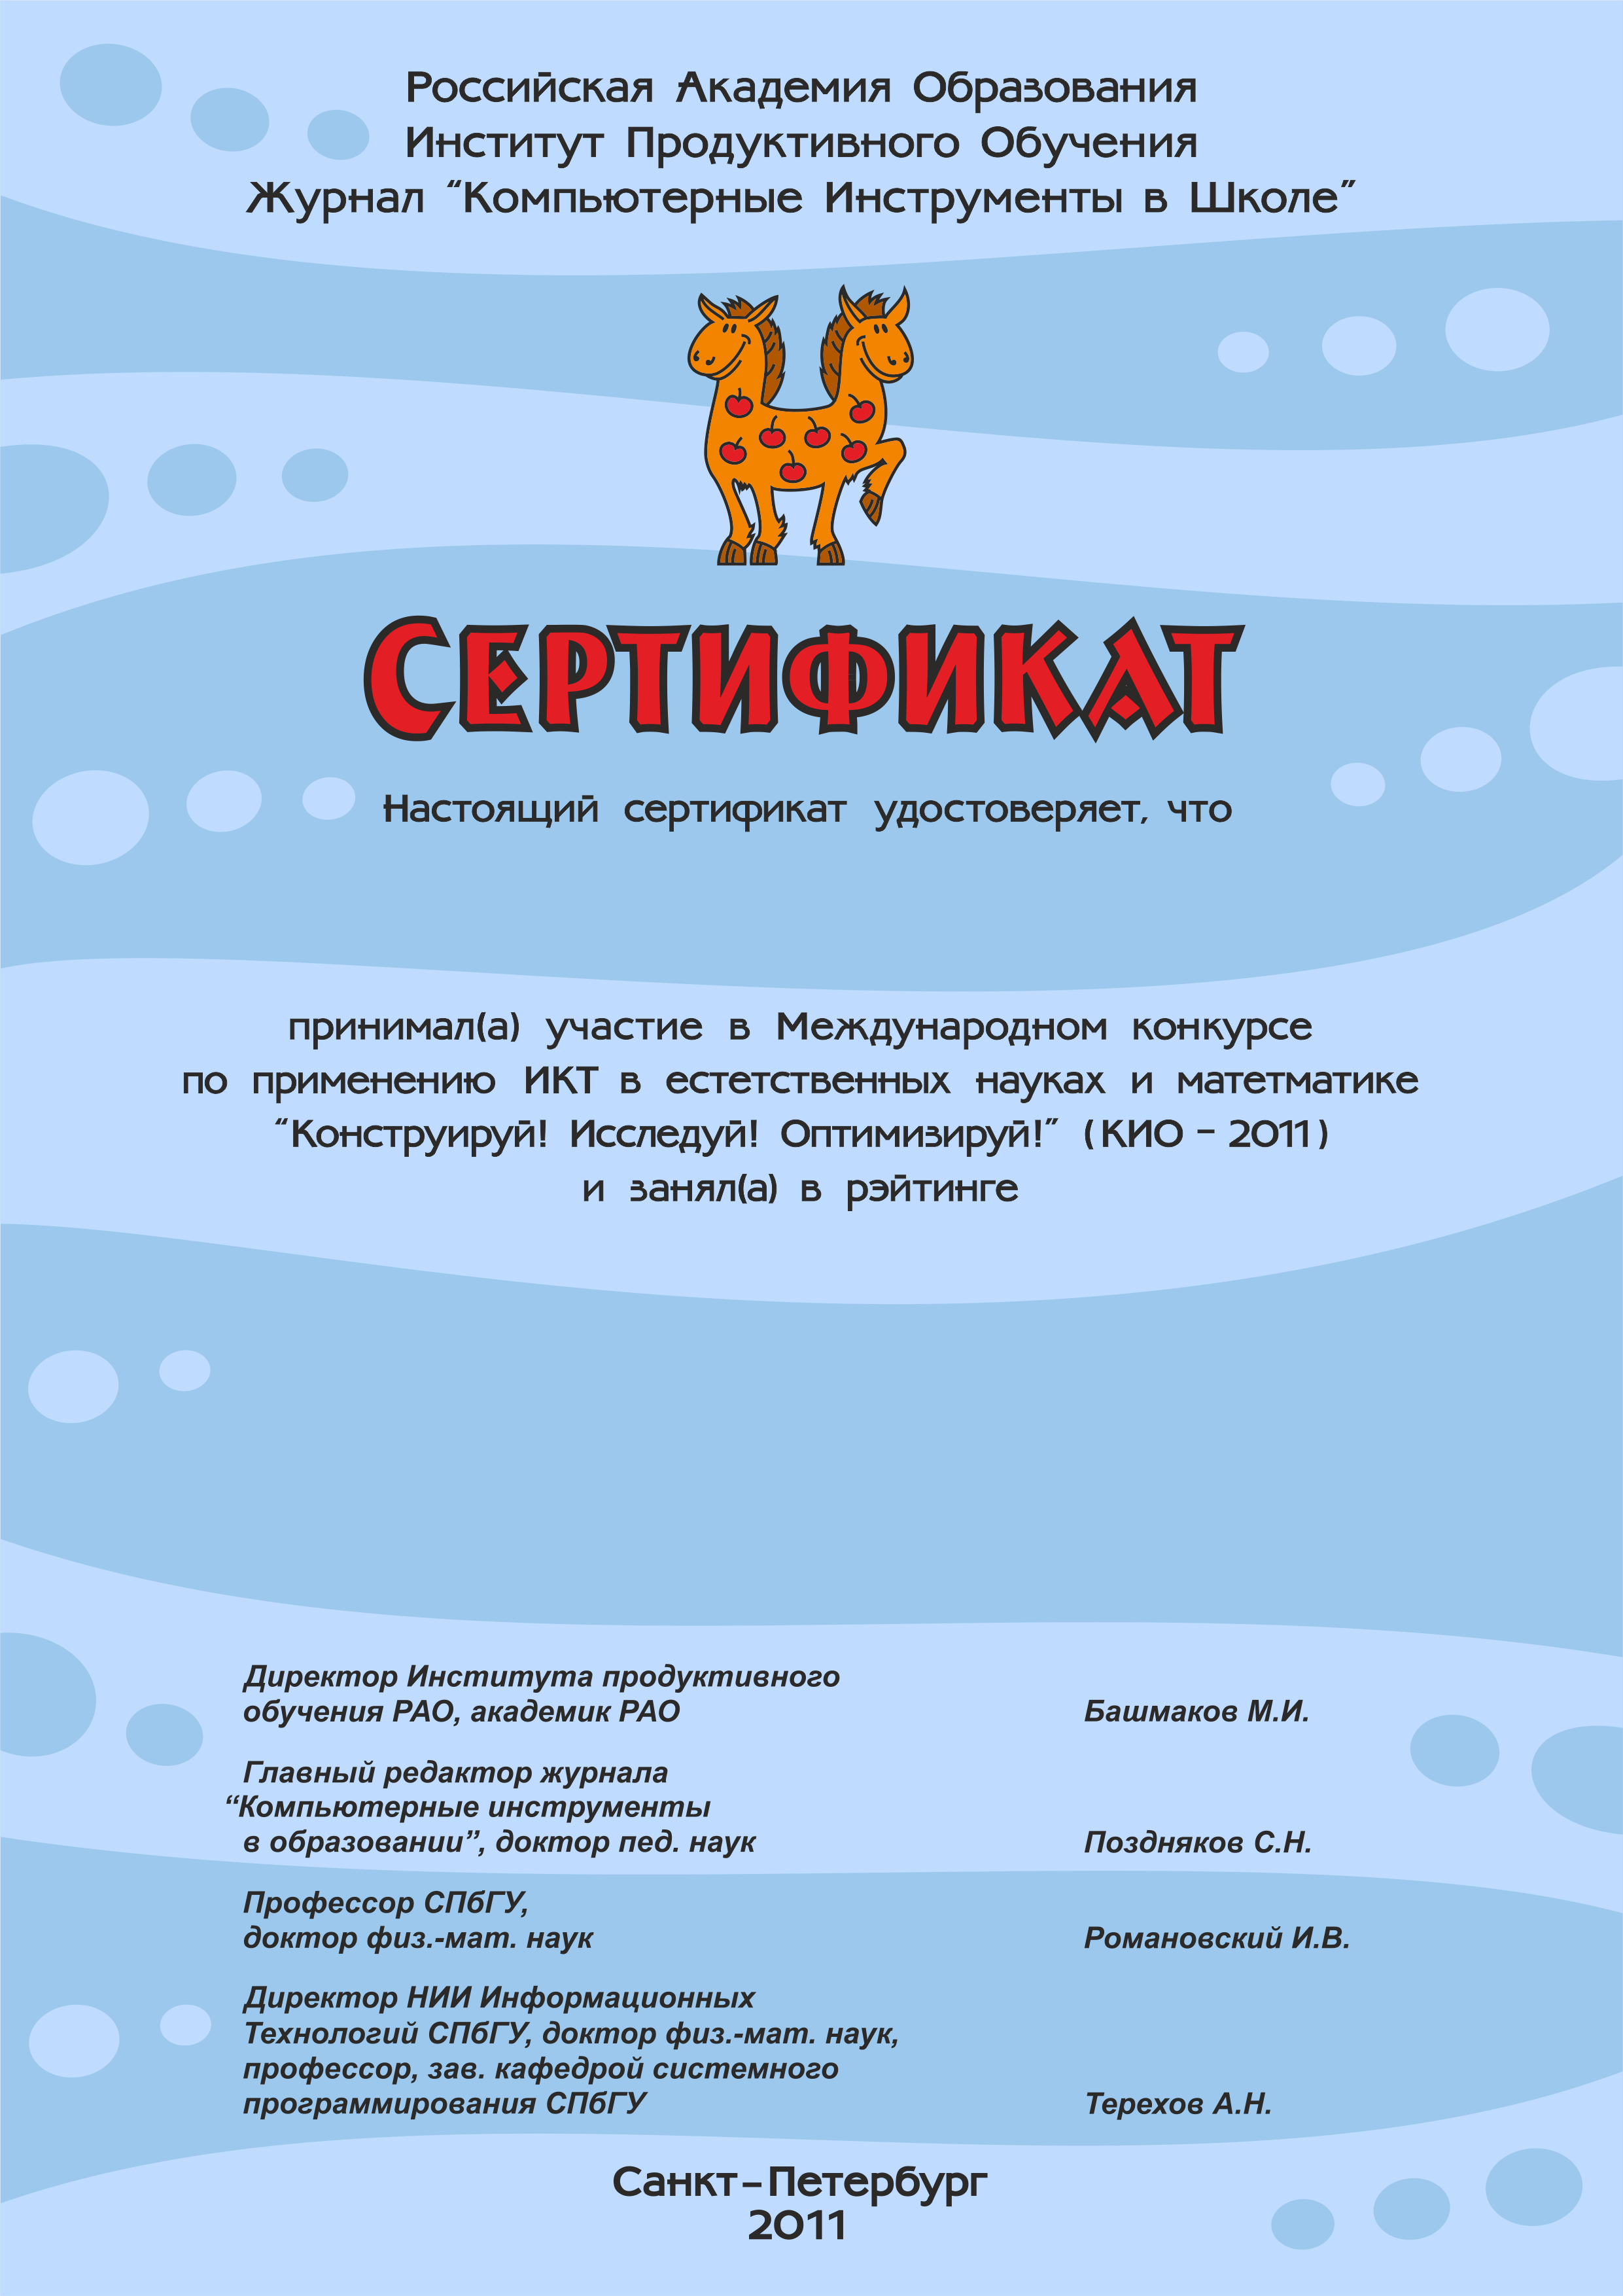 Российская Академия Образования
Институт Продуктивного Обучения
Журнал “Компьютерные Инструменты в Школе”
Сертификат
Настоящий сертификат удостоверяет, что
принимал(а) участие в Международном конкурсе
по применению ИКТ в естетственных науках и матетматике
“Конструируй! Исследуй! Оптимизируй!” (КИО – 2011)
и занял(а) в рэйтинге
Директор Института продуктивного
обучения РАО, академик РАО Башмаков М.И.
Главный редактор журнала
“Компьютерные инструменты
в образовании”, доктор пед. наук Поздняков С.Н.
Профессор СПбГУ,
доктор физ.-мат. наук Романовский И.В.
Директор НИИ Информационных
Технологий СПбГУ, доктор физ.-мат. наук,
профессор, зав. кафедрой системного
программирования СПбГУ Терехов А.Н.
Санкт–Петербург
2011